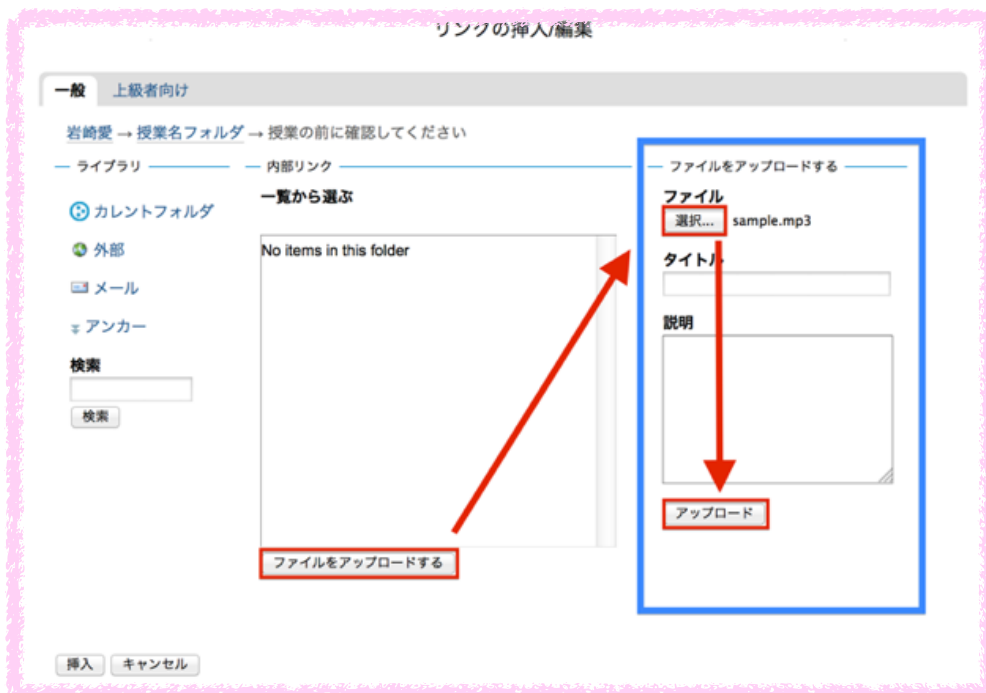 リンクの挿入/編集
一般 上級者向け
岩崎愛 → 授業名フォルダ → 授業の前に確認してください
ライブラリ
カレントフォルダ
外部
メール
アンカー
検索
検索
内部リンク
一覧から選ぶ
No items in this folder
ファイルをアップロードする
ファイルをアップロードする
ファイル
選択... sample.mp3
タイトル
説明
アップロード
挿入 キャンセル